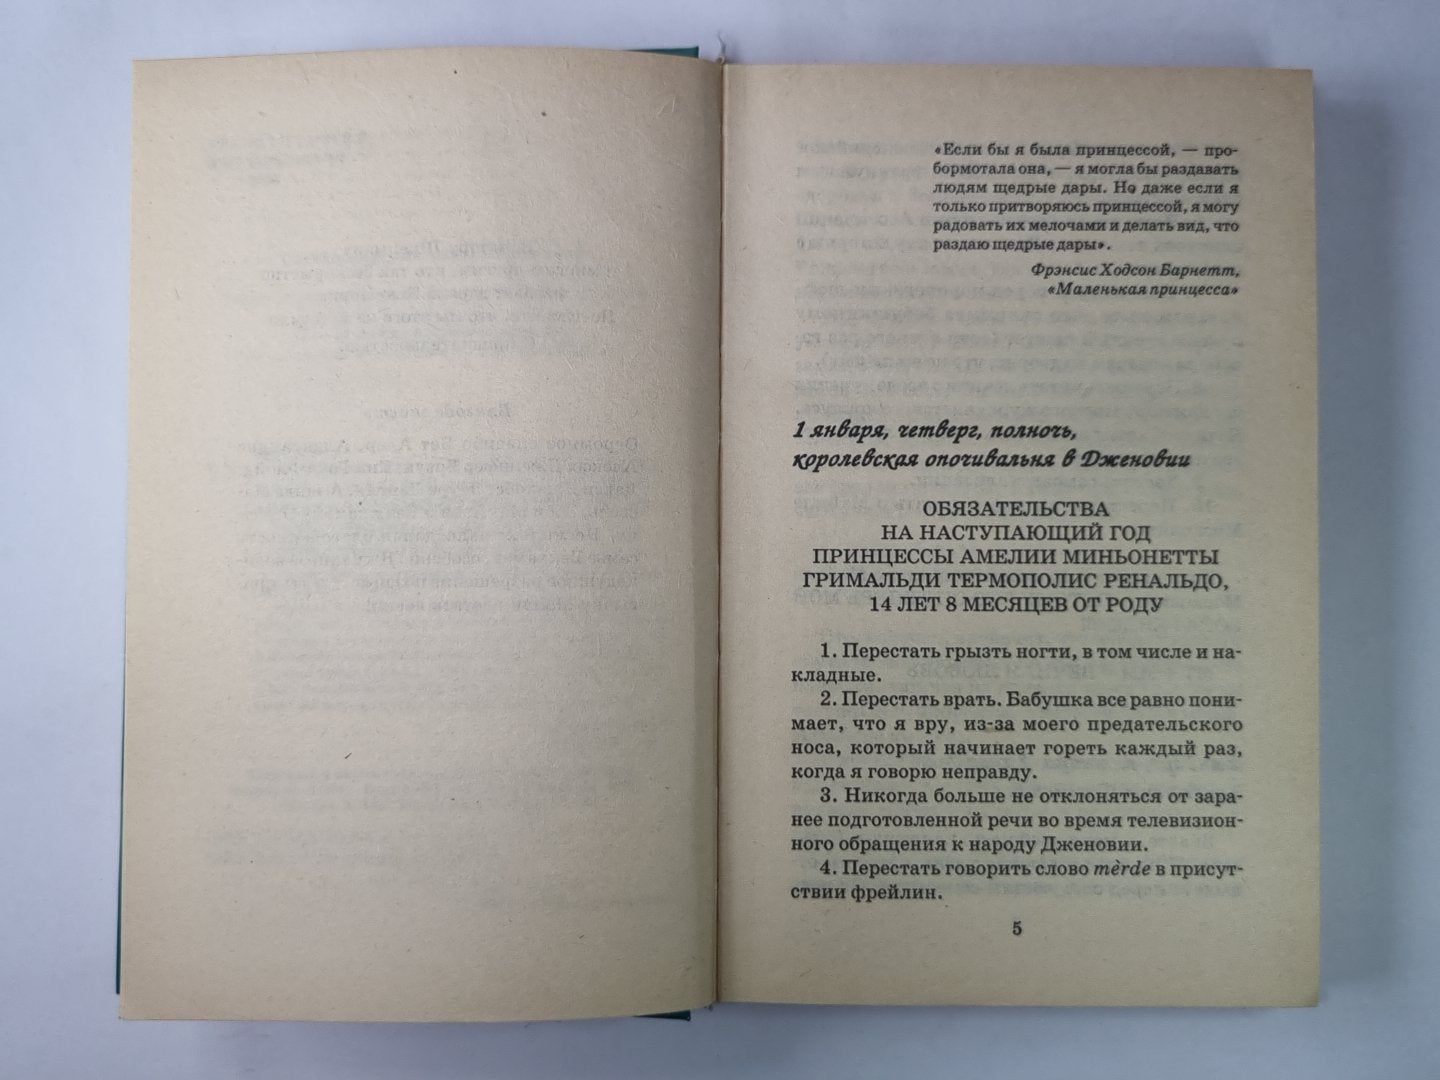 «Если бы я была принцессой, — про-
бормотала она, — я могла бы раздавать
людям щедрые дары. Но даже если я
только притворяюсь принцессой, я могу
радовать их мелочами и делать вид, что
раздаю щедрые дары».
Фрэнсис Ходсон Барнетт,
«Маленькая принцесса»
1 января, четверг, полночь,
королевская опочивальня в Дженовии
ОБЯЗАТЕЛЬСТВА
НА НАСТУПАЮЩИЙ ГОД
ПРИНЦЕССЫ АМЕЛИИ МИНЬОНЕТТЫ
ГРИМАЛЬДИ ТЕРМОПОЛИС РЕНАЛЬДО,
14 ЛЕТ 8 МЕСЯЦЕВ ОТ РОДУ
1. Перестать грызть ногти, в том числе и на-
кладные.
2. Перестать врать. Бабушка все равно пони-
мает, что я вру, из-за моего предательского
носа, который начинает гореть каждый раз,
когда я говорю неправду.
3. Никогда больше не отклоняться от зара-
нее подготовленной речи во время телевизион-
ного обращения к народу Дженовии.
4. Перестать говорить слово mèrde в присут-
ствии фрейлин.
5